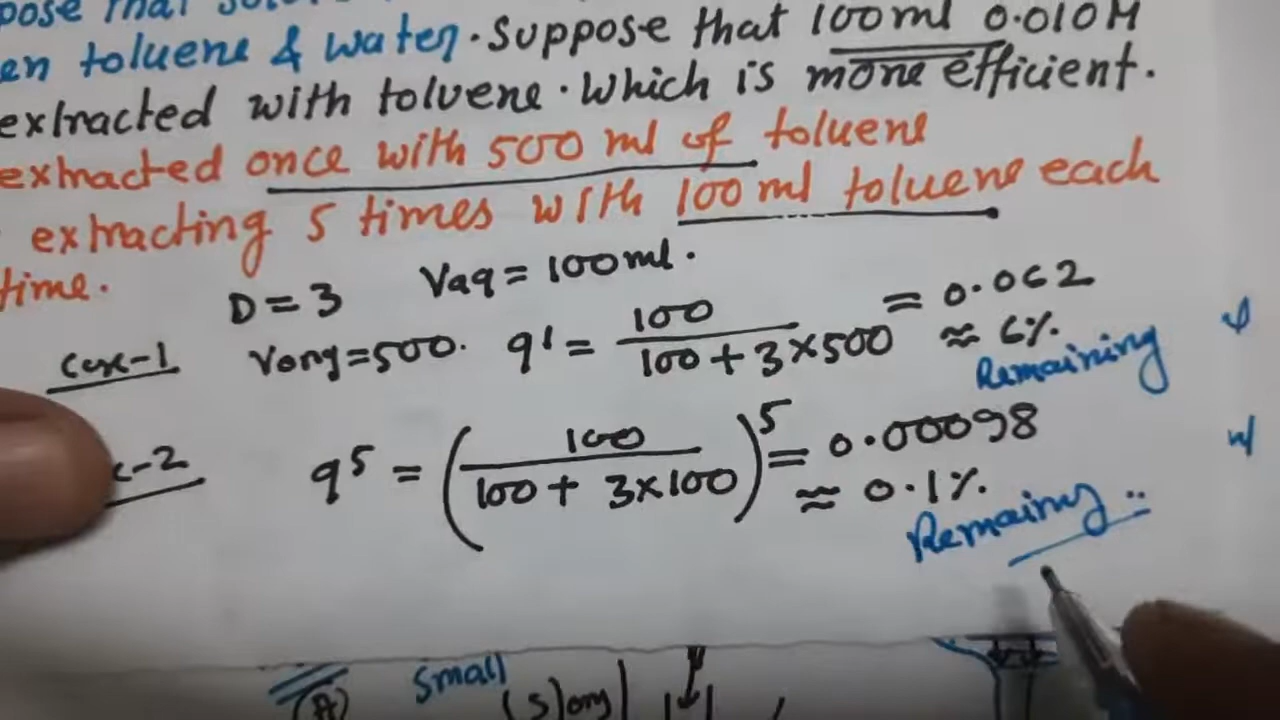 pose that
en toluene & water. Suppose that 100ml 0.010M
extracted with toluene. Which is more efficient.
extracted once with 500 ml of toluene
extracting 5 times with 100 ml toluene each
time.
D = 3 Vaq = 100ml.
Vorg = 500. q¹ = 100 / (100 + 3×500) = 0.062
≈ 6%.
Remaining
-2 q⁵ = (100 / (100 + 3×100))⁵ = 0.00098
≈ 0.1%.
Remaining
Small
(A) (S)org